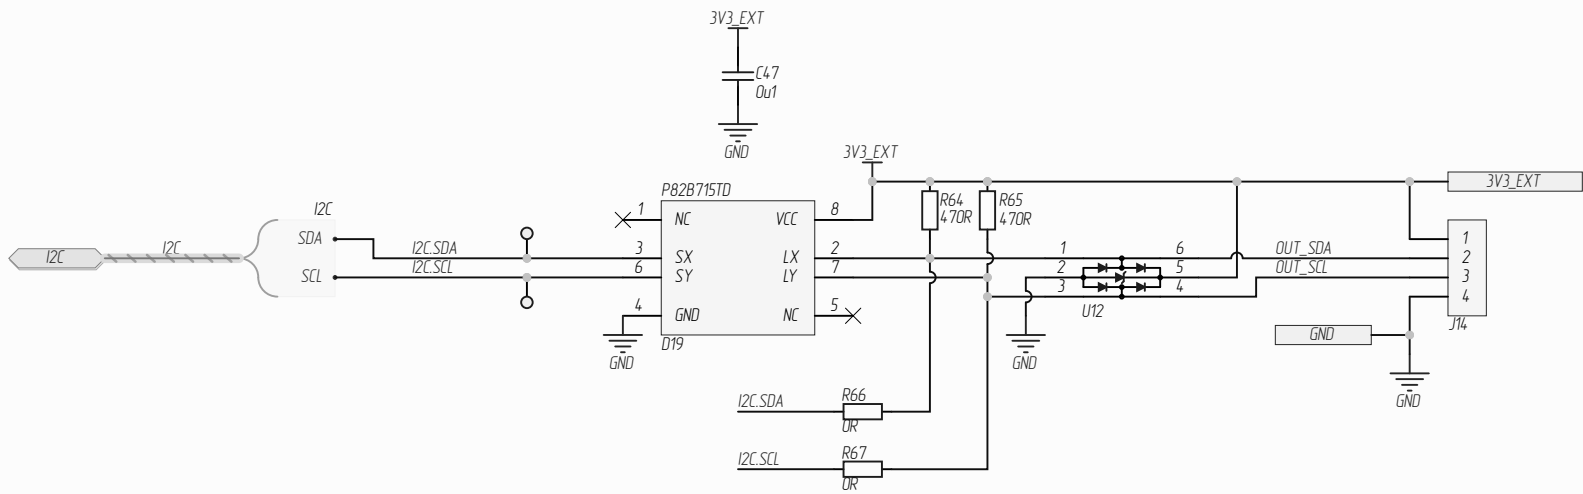 3V3_EXT
C47
0u1
GND
3V3_EXT
P82B715TD
1 NC VCC 8
3 SX LX 2
6 SY LY 7
4 GND NC 5
D19
GND
I2C
I2C
I2C
SDA
SCL
I2C.SDA
I2C.SCL
R64
470R
R65
470R
1 6
2 5
3 4
U12
GND
OUT_SDA
OUT_SCL
3V3_EXT
1
2
3
4
J14
GND
GND
I2C.SDA
R66
0R
I2C.SCL
R67
0R